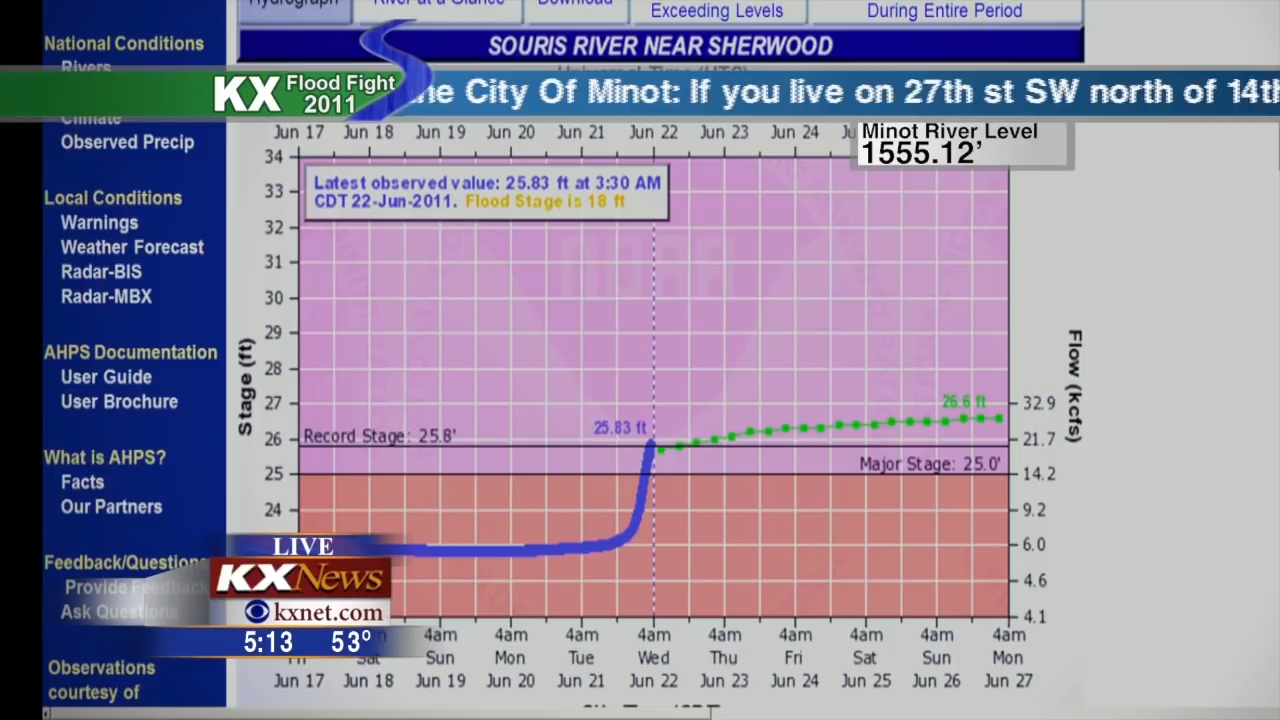 Hydrograph River at a Glance Download Exceeding Levels During Entire Period
SOURIS RIVER NEAR SHERWOOD
National Conditions
Rivers
KX Flood Fight 2011
he City Of Minot: If you live on 27th st SW north of 14th
Climate
Observed Precip
Jun 17 Jun 18 Jun 19 Jun 20 Jun 21 Jun 22 Jun 23 Jun 24
Minot River Level
1555.12'
Latest observed value: 25.83 ft at 3:30 AM
CDT 22-Jun-2011. Flood Stage is 18 ft
Local Conditions
Warnings
Weather Forecast
Radar-BIS
Radar-MBX
AHPS Documentation
User Guide
User Brochure
What is AHPS?
Facts
Our Partners
Feedback/Questions
Provide Feedback
Ask Questions
Observations
courtesy of
Stage (ft)
34
33
32
31
30
29
28
27
26
25
24
NOAA
25.83 ft
26.6 ft
Record Stage: 25.8'
Major Stage: 25.0'
Flow (kcfs)
32.9
21.7
14.2
9.2
6.0
4.6
4.1
LIVE
KX News
kxnet.com
5:13 53°
4am 4am 4am 4am 4am 4am 4am 4am 4am
Fri Sat Sun Mon Tue Wed Thu Fri Sat Sun Mon
Jun 17 Jun 18 Jun 19 Jun 20 Jun 21 Jun 22 Jun 23 Jun 24 Jun 25 Jun 26 Jun 27